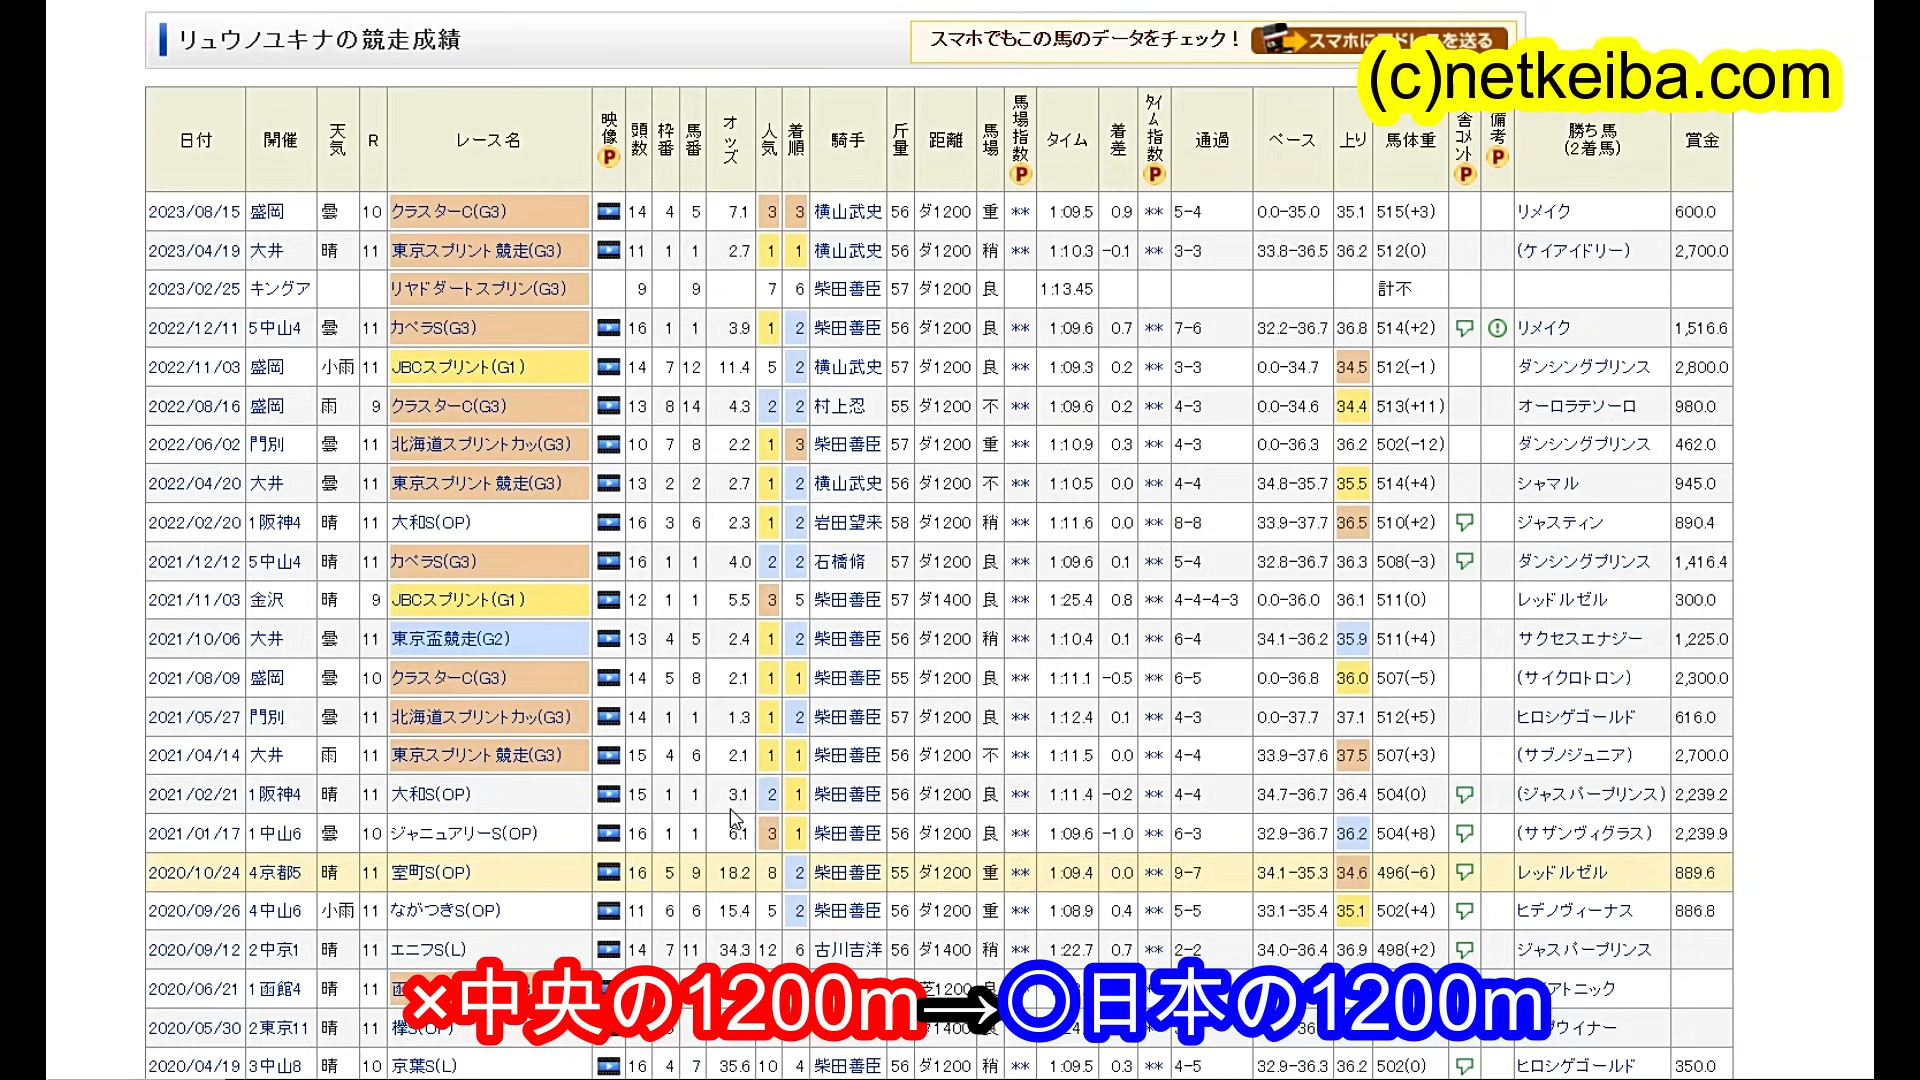 リュウノユキナの競走成績
スマホでもこの馬のデータをチェック！
(c)netkeiba.com
日付 開催 天気 R レース名 映像 P 頭数 枠番 馬番 オッズ 人気 着順 騎手 斤量 距離 馬場 馬場指数 P タイム 着差 タイム指数 P 通過 ペース 上り 馬体重 P 備考 P 勝ち馬(2着馬) 賞金
2023/08/15 盛岡 曇 10 クラスターC(G3) 14 4 5 7.1 3 3 横山武史 56 ダ1200 重 ** 1:09.5 0.9 ** 5-4 0.0-35.0 35.1 515(+3) リメイク 600.0
2023/04/19 大井 晴 11 東京スプリント競走(G3) 11 1 1 2.7 1 1 横山武史 56 ダ1200 稍 ** 1:10.3 -0.1 ** 3-3 33.8-36.5 36.2 512(0) (ケイアイドリー) 2,700.0
2023/02/25 キングア リヤドダートスプリン(G3) 9 9 7 6 柴田善臣 57 ダ1200 良 1:13.45 計不
2022/12/11 5中山4 曇 11 カペラS(G3) 16 1 1 3.9 1 2 柴田善臣 56 ダ1200 良 ** 1:09.6 0.7 ** 7-6 32.2-36.7 36.8 514(+2) リメイク 1,516.6
2022/11/03 盛岡 小雨 11 JBCスプリント(G1) 14 7 12 11.4 5 2 横山武史 57 ダ1200 良 ** 1:09.3 0.2 ** 3-3 0.0-34.7 34.5 512(-1) ダンシングプリンス 2,800.0
2022/08/16 盛岡 雨 9 クラスターC(G3) 13 8 14 4.3 2 2 村上忍 55 ダ1200 不 ** 1:09.6 0.2 ** 4-3 0.0-34.6 34.4 513(+11) オーロラテソーロ 980.0
2022/06/02 門別 曇 11 北海道スプリントカッ(G3) 10 7 8 2.2 1 3 柴田善臣 57 ダ1200 重 ** 1:10.9 0.3 ** 4-3 0.0-36.3 36.2 502(-12) ダンシングプリンス 462.0
2022/04/20 大井 曇 11 東京スプリント競走(G3) 13 2 2 2.7 1 2 横山武史 56 ダ1200 不 ** 1:10.5 0.0 ** 4-4 34.8-35.7 35.5 514(+4) シャマル 945.0
2022/02/20 1阪神4 晴 11 大和S(OP) 16 3 6 2.3 1 2 岩田望来 58 ダ1200 稍 ** 1:11.6 0.0 ** 8-8 33.9-37.7 36.5 510(+2) ジャスティン 890.4
2021/12/12 5中山4 晴 11 カペラS(G3) 16 1 1 4.0 2 2 石橋脩 57 ダ1200 良 ** 1:09.6 0.1 ** 5-4 32.8-36.7 36.3 508(-3) ダンシングプリンス 1,416.4
2021/11/03 金沢 晴 9 JBCスプリント(G1) 12 1 1 5.5 3 5 柴田善臣 57 ダ1400 良 ** 1:25.4 0.8 ** 4-4-4-3 0.0-36.0 36.1 511(0) レッドルゼル 300.0
2021/10/06 大井 曇 11 東京盃競走(G2) 13 4 5 2.4 1 2 柴田善臣 56 ダ1200 稍 ** 1:10.4 0.1 ** 6-4 34.1-36.2 35.9 511(+4) サクセスエナジー 1,225.0
2021/08/09 盛岡 曇 10 クラスターC(G3) 14 5 8 2.1 1 1 柴田善臣 55 ダ1200 良 ** 1:11.1 -0.5 ** 6-5 0.0-36.8 36.0 507(-5) (サイクロトロン) 2,300.0
2021/05/27 門別 曇 11 北海道スプリントカッ(G3) 14 1 1 1.3 1 2 柴田善臣 57 ダ1200 良 ** 1:12.4 0.1 ** 4-3 0.0-37.7 37.1 512(+5) ヒロシゲゴールド 616.0
2021/04/14 大井 雨 11 東京スプリント競走(G3) 15 4 6 2.1 1 1 柴田善臣 56 ダ1200 不 ** 1:11.5 0.0 ** 4-4 33.9-37.6 37.5 507(+3) (サブノジュニア) 2,700.0
2021/02/21 1阪神4 晴 11 大和S(OP) 15 1 1 3.1 2 1 柴田善臣 56 ダ1200 良 ** 1:11.4 -0.2 ** 4-4 34.7-36.7 36.4 504(0) (ジャスパープリンス) 2,239.2
2021/01/17 1中山6 曇 10 ジャニュアリーS(OP) 16 1 1 6.1 3 1 柴田善臣 56 ダ1200 良 ** 1:09.6 -1.0 ** 6-3 32.9-36.7 36.2 504(+8) (サザンヴィグラス) 2,239.9
2020/10/24 4京都5 晴 11 室町S(OP) 16 5 9 18.2 8 2 柴田善臣 55 ダ1200 重 ** 1:09.4 0.0 ** 9-7 34.1-35.3 34.6 496(-6) レッドルゼル 889.6
2020/09/26 4中山6 小雨 11 ながつきS(OP) 11 6 6 15.4 5 2 柴田善臣 56 ダ1200 重 ** 1:08.9 0.4 ** 5-5 33.1-35.4 35.1 502(+4) ヒデノヴィーナス 886.8
2020/09/12 2中京1 晴 11 エニフS(L) 14 7 11 34.3 12 6 古川吉洋 56 ダ1400 稍 ** 1:22.7 0.7 ** 2-2 34.0-36.4 36.9 498(+2) ジャスパープリンス
2020/06/21 1函館4 晴 11
2020/05/30 2東京11 晴 11 欅S(OP)
×中央の1200m→◎日本の1200m
2020/04/19 3中山8 晴 10 京葉S(L) 16 4 7 35.6 10 4 柴田善臣 56 ダ1200 稍 ** 1:09.5 0.3 ** 4-5 32.9-36.3 36.2 502(0) ヒロシゲゴールド 350.0